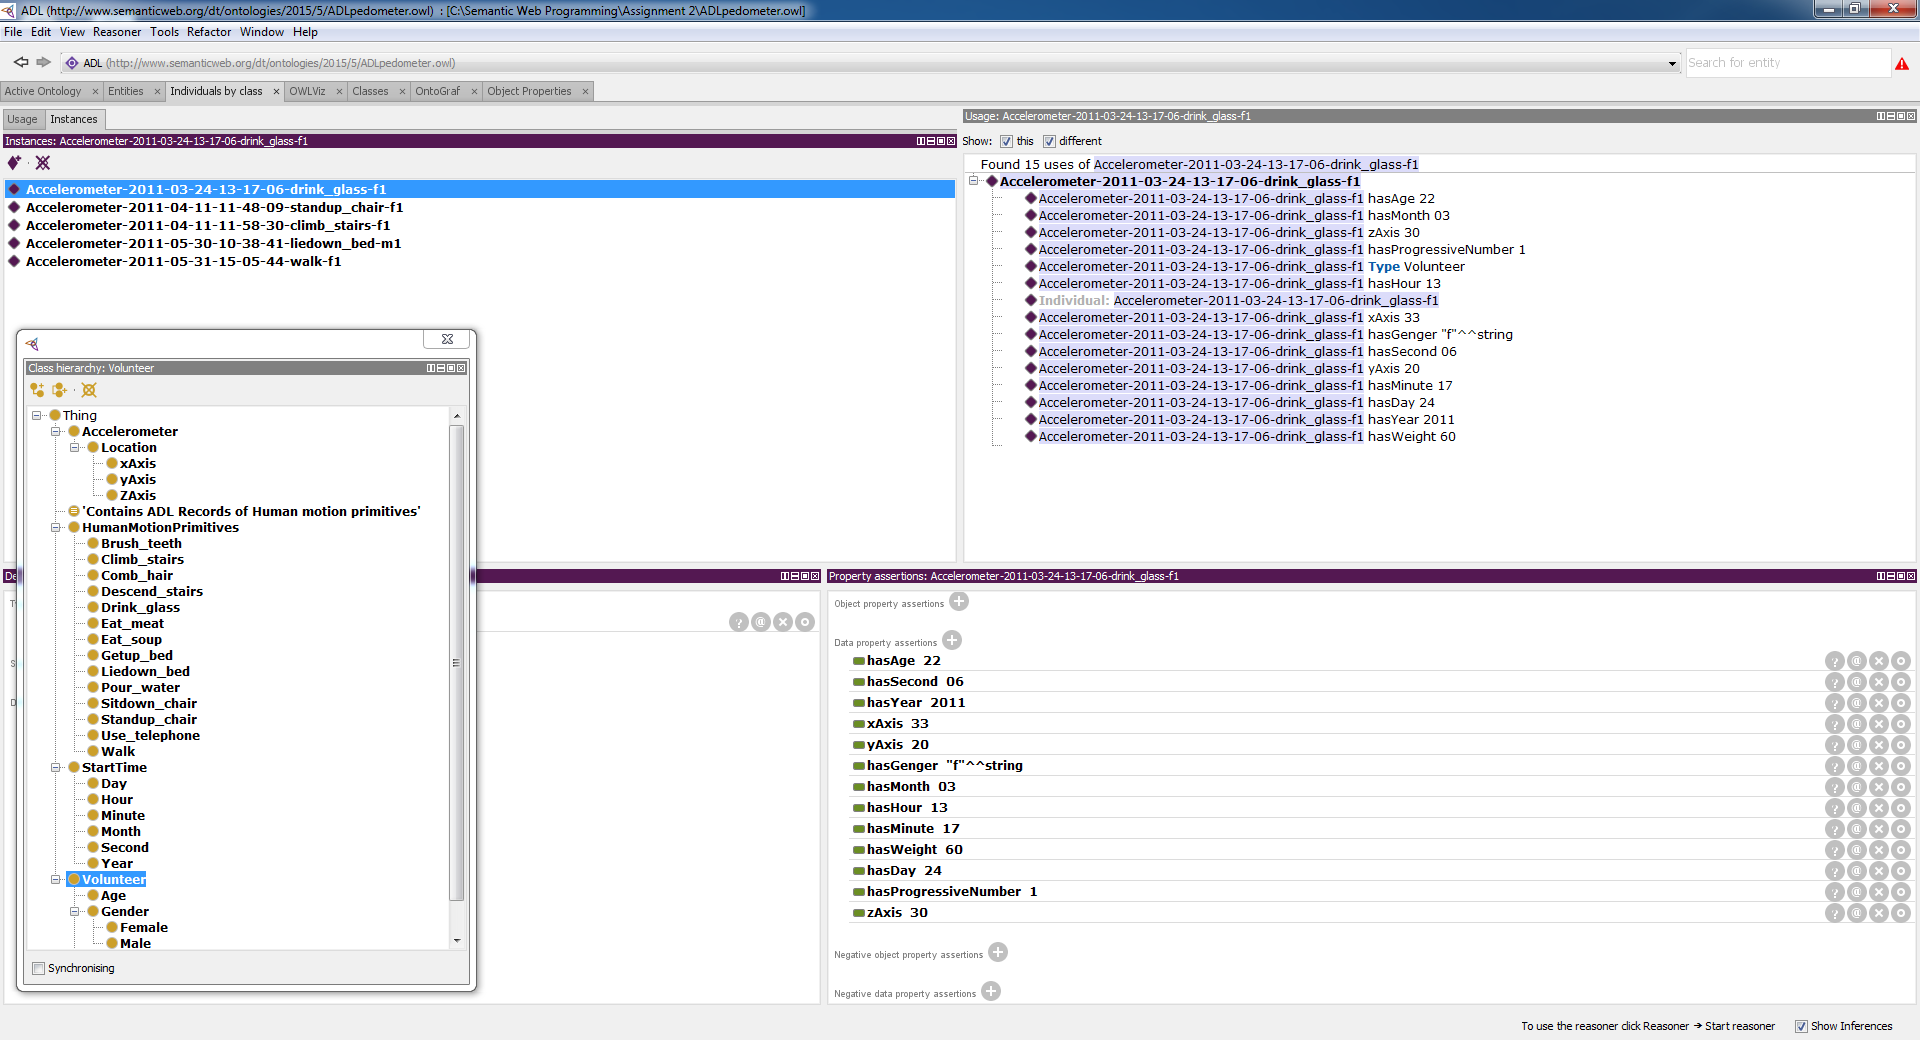 ADL (http://www.semanticweb.org/dt/ontologies/2015/5/ADLpedometer.owl) : [C:\Semantic Web Programming\Assignment 2\ADLpedometer.owl]
File Edit View Reasoner Tools Refactor Window Help
ADL (http://www.semanticweb.org/dt/ontologies/2015/5/ADLpedometer.owl)
Search for entity
Active Ontology × Entities × Individuals by class × OWLViz × Classes × OntoGraf × Object Properties ×
Usage Instances
Instances: Accelerometer-2011-03-24-13-17-06-drink_glass-f1
Accelerometer-2011-03-24-13-17-06-drink_glass-f1
Accelerometer-2011-04-11-11-48-09-standup_chair-f1
Accelerometer-2011-04-11-11-58-30-climb_stairs-f1
Accelerometer-2011-05-30-10-38-41-liedown_bed-m1
Accelerometer-2011-05-31-15-05-44-walk-f1
Usage: Accelerometer-2011-03-24-13-17-06-drink_glass-f1
Show: this different
Found 15 uses of Accelerometer-2011-03-24-13-17-06-drink_glass-f1
Accelerometer-2011-03-24-13-17-06-drink_glass-f1
Accelerometer-2011-03-24-13-17-06-drink_glass-f1 hasAge 22
Accelerometer-2011-03-24-13-17-06-drink_glass-f1 hasMonth 03
Accelerometer-2011-03-24-13-17-06-drink_glass-f1 zAxis 30
Accelerometer-2011-03-24-13-17-06-drink_glass-f1 hasProgressiveNumber 1
Accelerometer-2011-03-24-13-17-06-drink_glass-f1 Type Volunteer
Accelerometer-2011-03-24-13-17-06-drink_glass-f1 hasHour 13
Individual: Accelerometer-2011-03-24-13-17-06-drink_glass-f1
Accelerometer-2011-03-24-13-17-06-drink_glass-f1 xAxis 33
Accelerometer-2011-03-24-13-17-06-drink_glass-f1 hasGenger "f"^^string
Accelerometer-2011-03-24-13-17-06-drink_glass-f1 hasSecond 06
Accelerometer-2011-03-24-13-17-06-drink_glass-f1 yAxis 20
Accelerometer-2011-03-24-13-17-06-drink_glass-f1 hasMinute 17
Accelerometer-2011-03-24-13-17-06-drink_glass-f1 hasDay 24
Accelerometer-2011-03-24-13-17-06-drink_glass-f1 hasYear 2011
Accelerometer-2011-03-24-13-17-06-drink_glass-f1 hasWeight 60
Class hierarchy: Volunteer
Thing
Accelerometer
Location
xAxis
yAxis
ZAxis
'Contains ADL Records of Human motion primitives'
HumanMotionPrimitives
Brush_teeth
Climb_stairs
Comb_hair
Descend_stairs
Drink_glass
Eat_meat
Eat_soup
Getup_bed
Liedown_bed
Pour_water
Sitdown_chair
Standup_chair
Use_telephone
Walk
StartTime
Day
Hour
Minute
Month
Second
Year
Volunteer
Age
Gender
Female
Male
Synchronising
Property assertions: Accelerometer-2011-03-24-13-17-06-drink_glass-f1
Object property assertions
Data property assertions
hasAge 22
hasSecond 06
hasYear 2011
xAxis 33
yAxis 20
hasGenger "f"^^string
hasMonth 03
hasHour 13
hasMinute 17
hasWeight 60
hasDay 24
hasProgressiveNumber 1
zAxis 30
Negative object property assertions
Negative data property assertions
To use the reasoner click Reasoner → Start reasoner Show Inferences